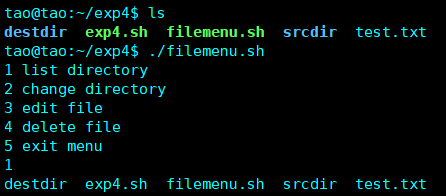 tao@tao:~/exp4$ ls
destdir  exp4.sh  filemenu.sh  srcdir  test.txt
tao@tao:~/exp4$ ./filemenu.sh
1 list directory
2 change directory
3 edit file
4 delete file
5 exit menu
1
destdir  exp4.sh  filemenu.sh  srcdir  test.txt